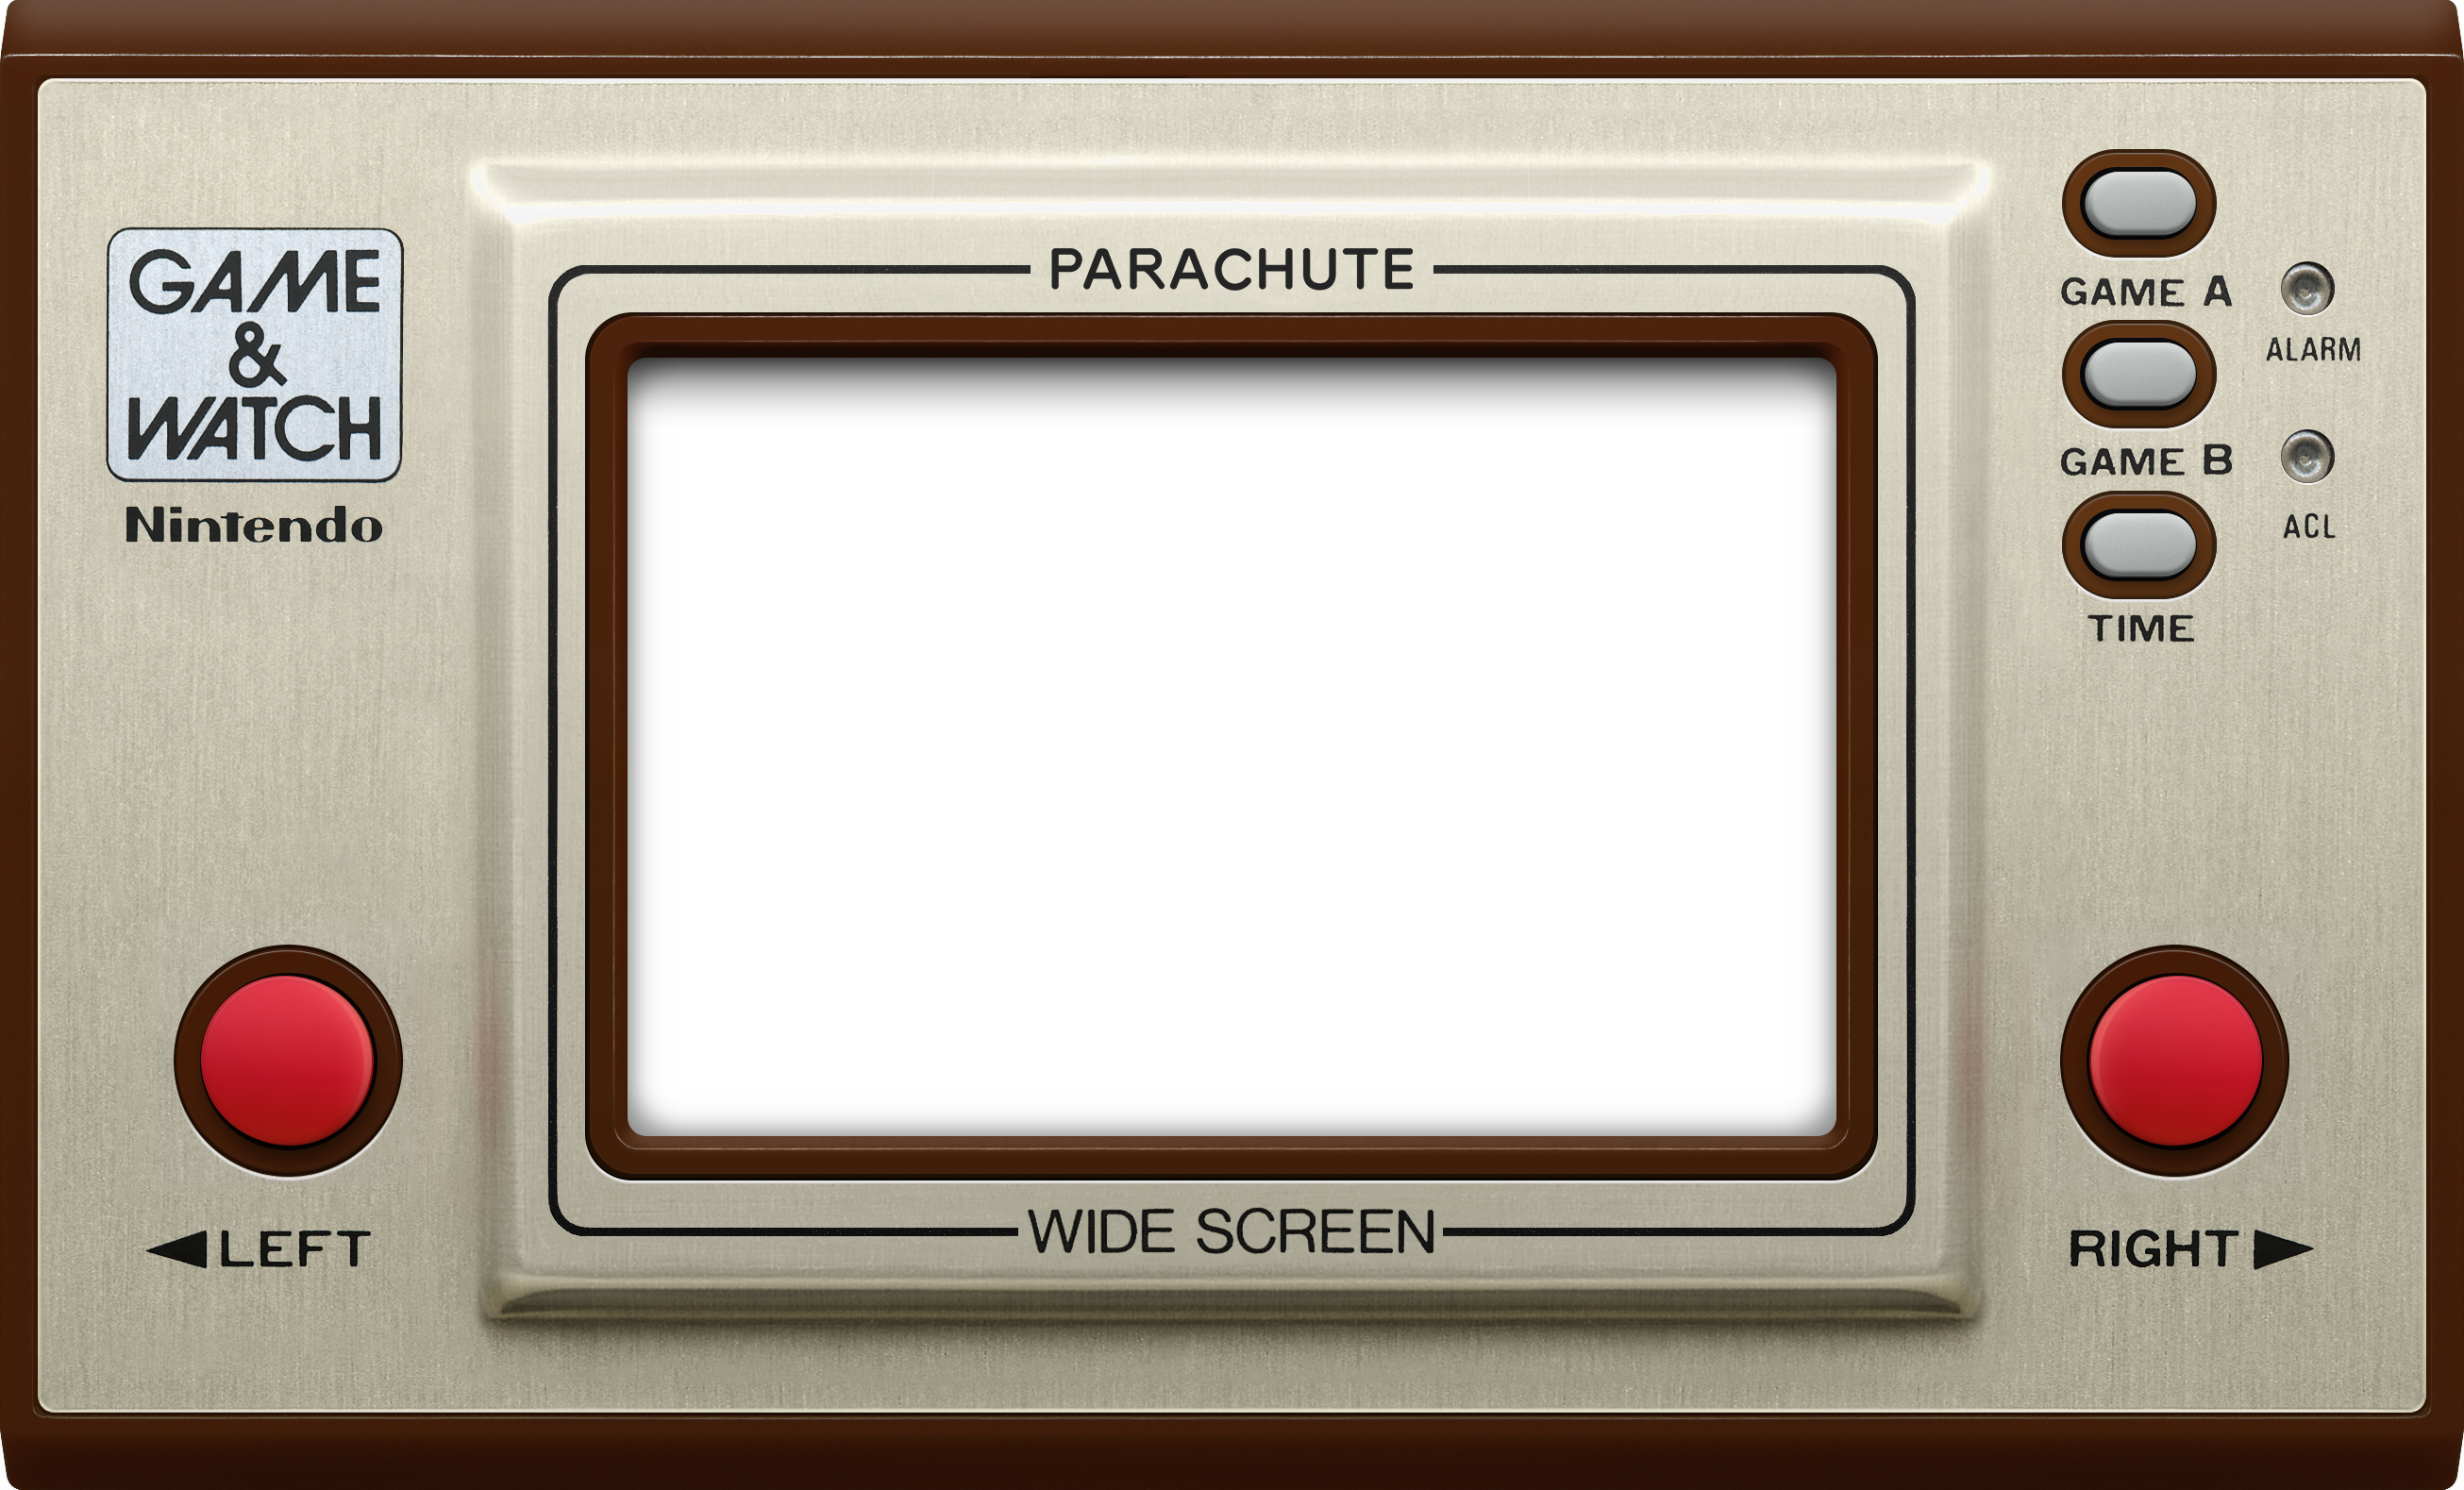 GAME
&
WATCH
Nintendo
PARACHUTE
GAME A
ALARM
GAME B
ACL
TIME
◀LEFT
WIDE SCREEN
RIGHT▶